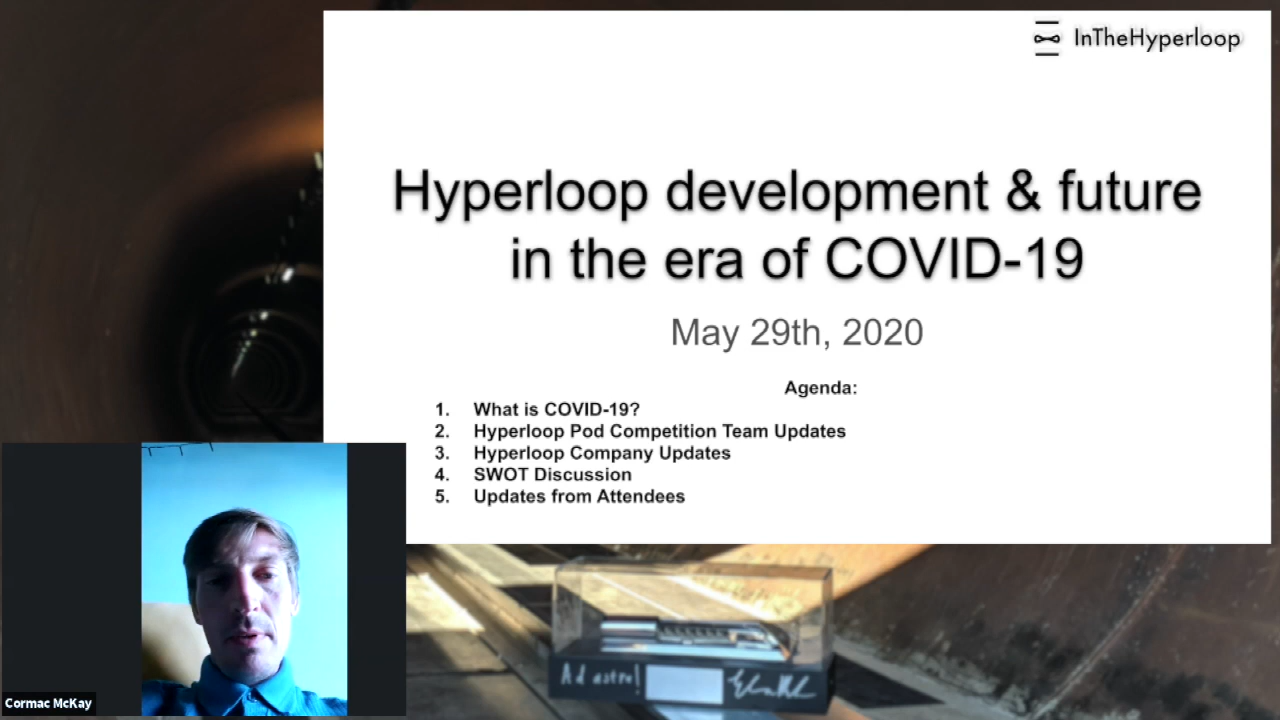 InTheHyperloop
Hyperloop development & future
in the era of COVID-19
May 29th, 2020
Agenda:
1. What is COVID-19?
2. Hyperloop Pod Competition Team Updates
3. Hyperloop Company Updates
4. SWOT Discussion
5. Updates from Attendees
Ad astra!
Cormac McKay